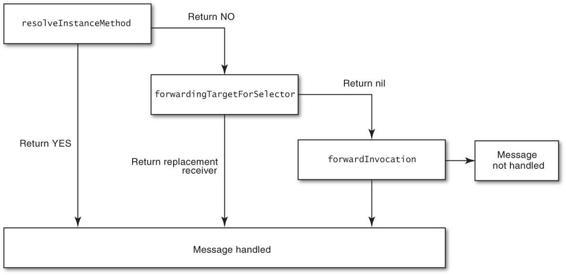 resolveInstanceMethod
Return NO
forwardingTargetForSelector
Return nil
Return YES
Return replacement
receiver
forwardInvocation
Message
not handled
Message handled